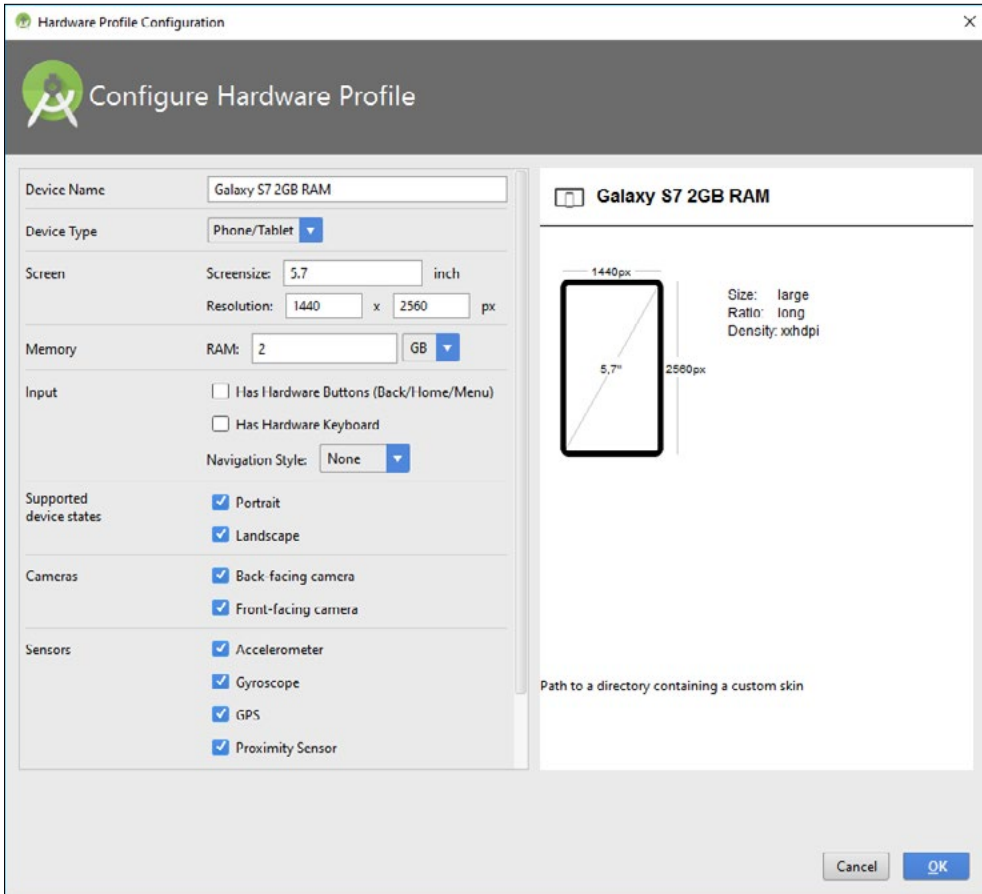 Hardware Profile Configuration
Configure Hardware Profile
Device Name Galaxy S7 2GB RAM
Device Type Phone/Tablet
Screen Screensize: 5.7 inch
Resolution: 1440 x 2560 px
Memory RAM: 2 GB
Input Has Hardware Buttons (Back/Home/Menu)
Has Hardware Keyboard
Navigation Style: None
Supported
device states
Portrait
Landscape
Cameras Back-facing camera
Front-facing camera
Sensors Accelerometer
Gyroscope
GPS
Proximity Sensor
Galaxy S7 2GB RAM
1440px
Size: large
Ratio: long
Density: xxhdpi
5,7"
2560px
Path to a directory containing a custom skin
Cancel OK